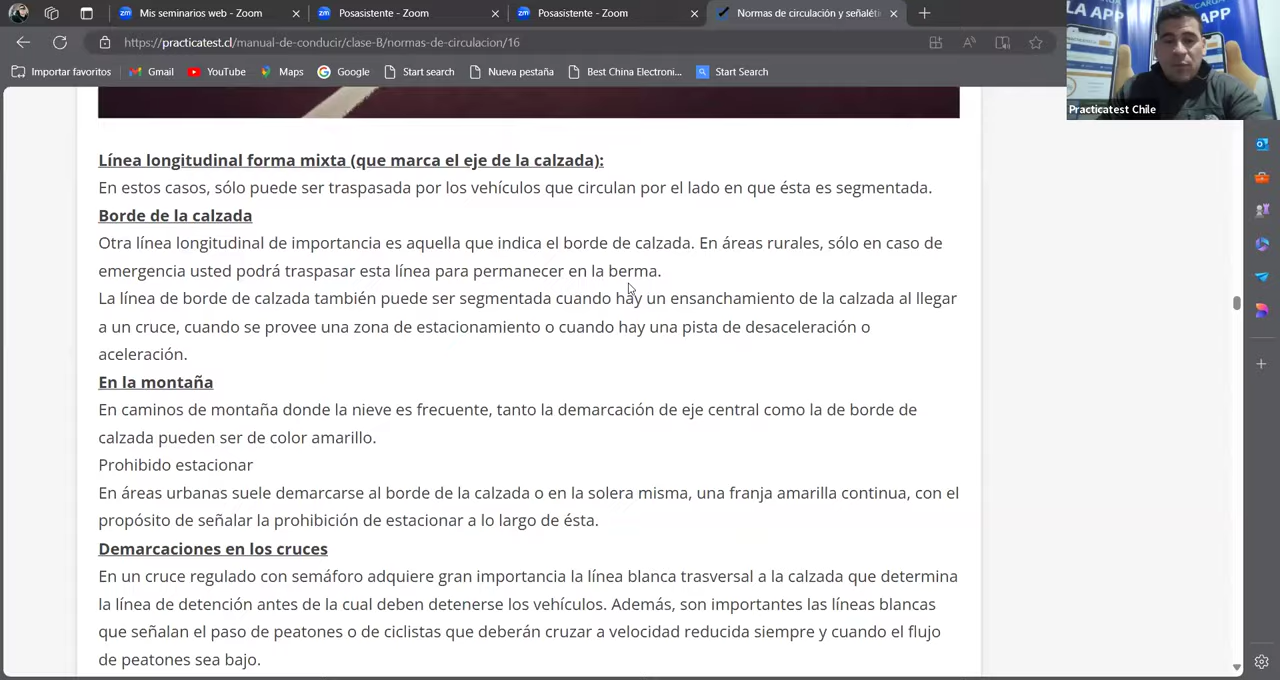 Mis seminarios web - Zoom
Posasistente - Zoom
Posasistente - Zoom
Normas de circulación y señaléti
https://practicatest.cl/manual-de-conducir/clase-B/normas-de-circulacion/16
Importar favoritos
Gmail
YouTube
Maps
Google
Start search
Nueva pestaña
Best China Electroni...
Start Search
LA APP
APP
Practicatest Chile
Línea longitudinal forma mixta (que marca el eje de la calzada):
En estos casos, sólo puede ser traspasada por los vehículos que circulan por el lado en que ésta es segmentada.
Borde de la calzada
Otra línea longitudinal de importancia es aquella que indica el borde de calzada. En áreas rurales, sólo en caso de
emergencia usted podrá traspasar esta línea para permanecer en la berma.
La línea de borde de calzada también puede ser segmentada cuando hay un ensanchamiento de la calzada al llegar
a un cruce, cuando se provee una zona de estacionamiento o cuando hay una pista de desaceleración o
aceleración.
En la montaña
En caminos de montaña donde la nieve es frecuente, tanto la demarcación de eje central como la de borde de
calzada pueden ser de color amarillo.
Prohibido estacionar
En áreas urbanas suele demarcarse al borde de la calzada o en la solera misma, una franja amarilla continua, con el
propósito de señalar la prohibición de estacionar a lo largo de ésta.
Demarcaciones en los cruces
En un cruce regulado con semáforo adquiere gran importancia la línea blanca trasversal a la calzada que determina
la línea de detención antes de la cual deben detenerse los vehículos. Además, son importantes las líneas blancas
que señalan el paso de peatones o de ciclistas que deberán cruzar a velocidad reducida siempre y cuando el flujo
de peatones sea bajo.